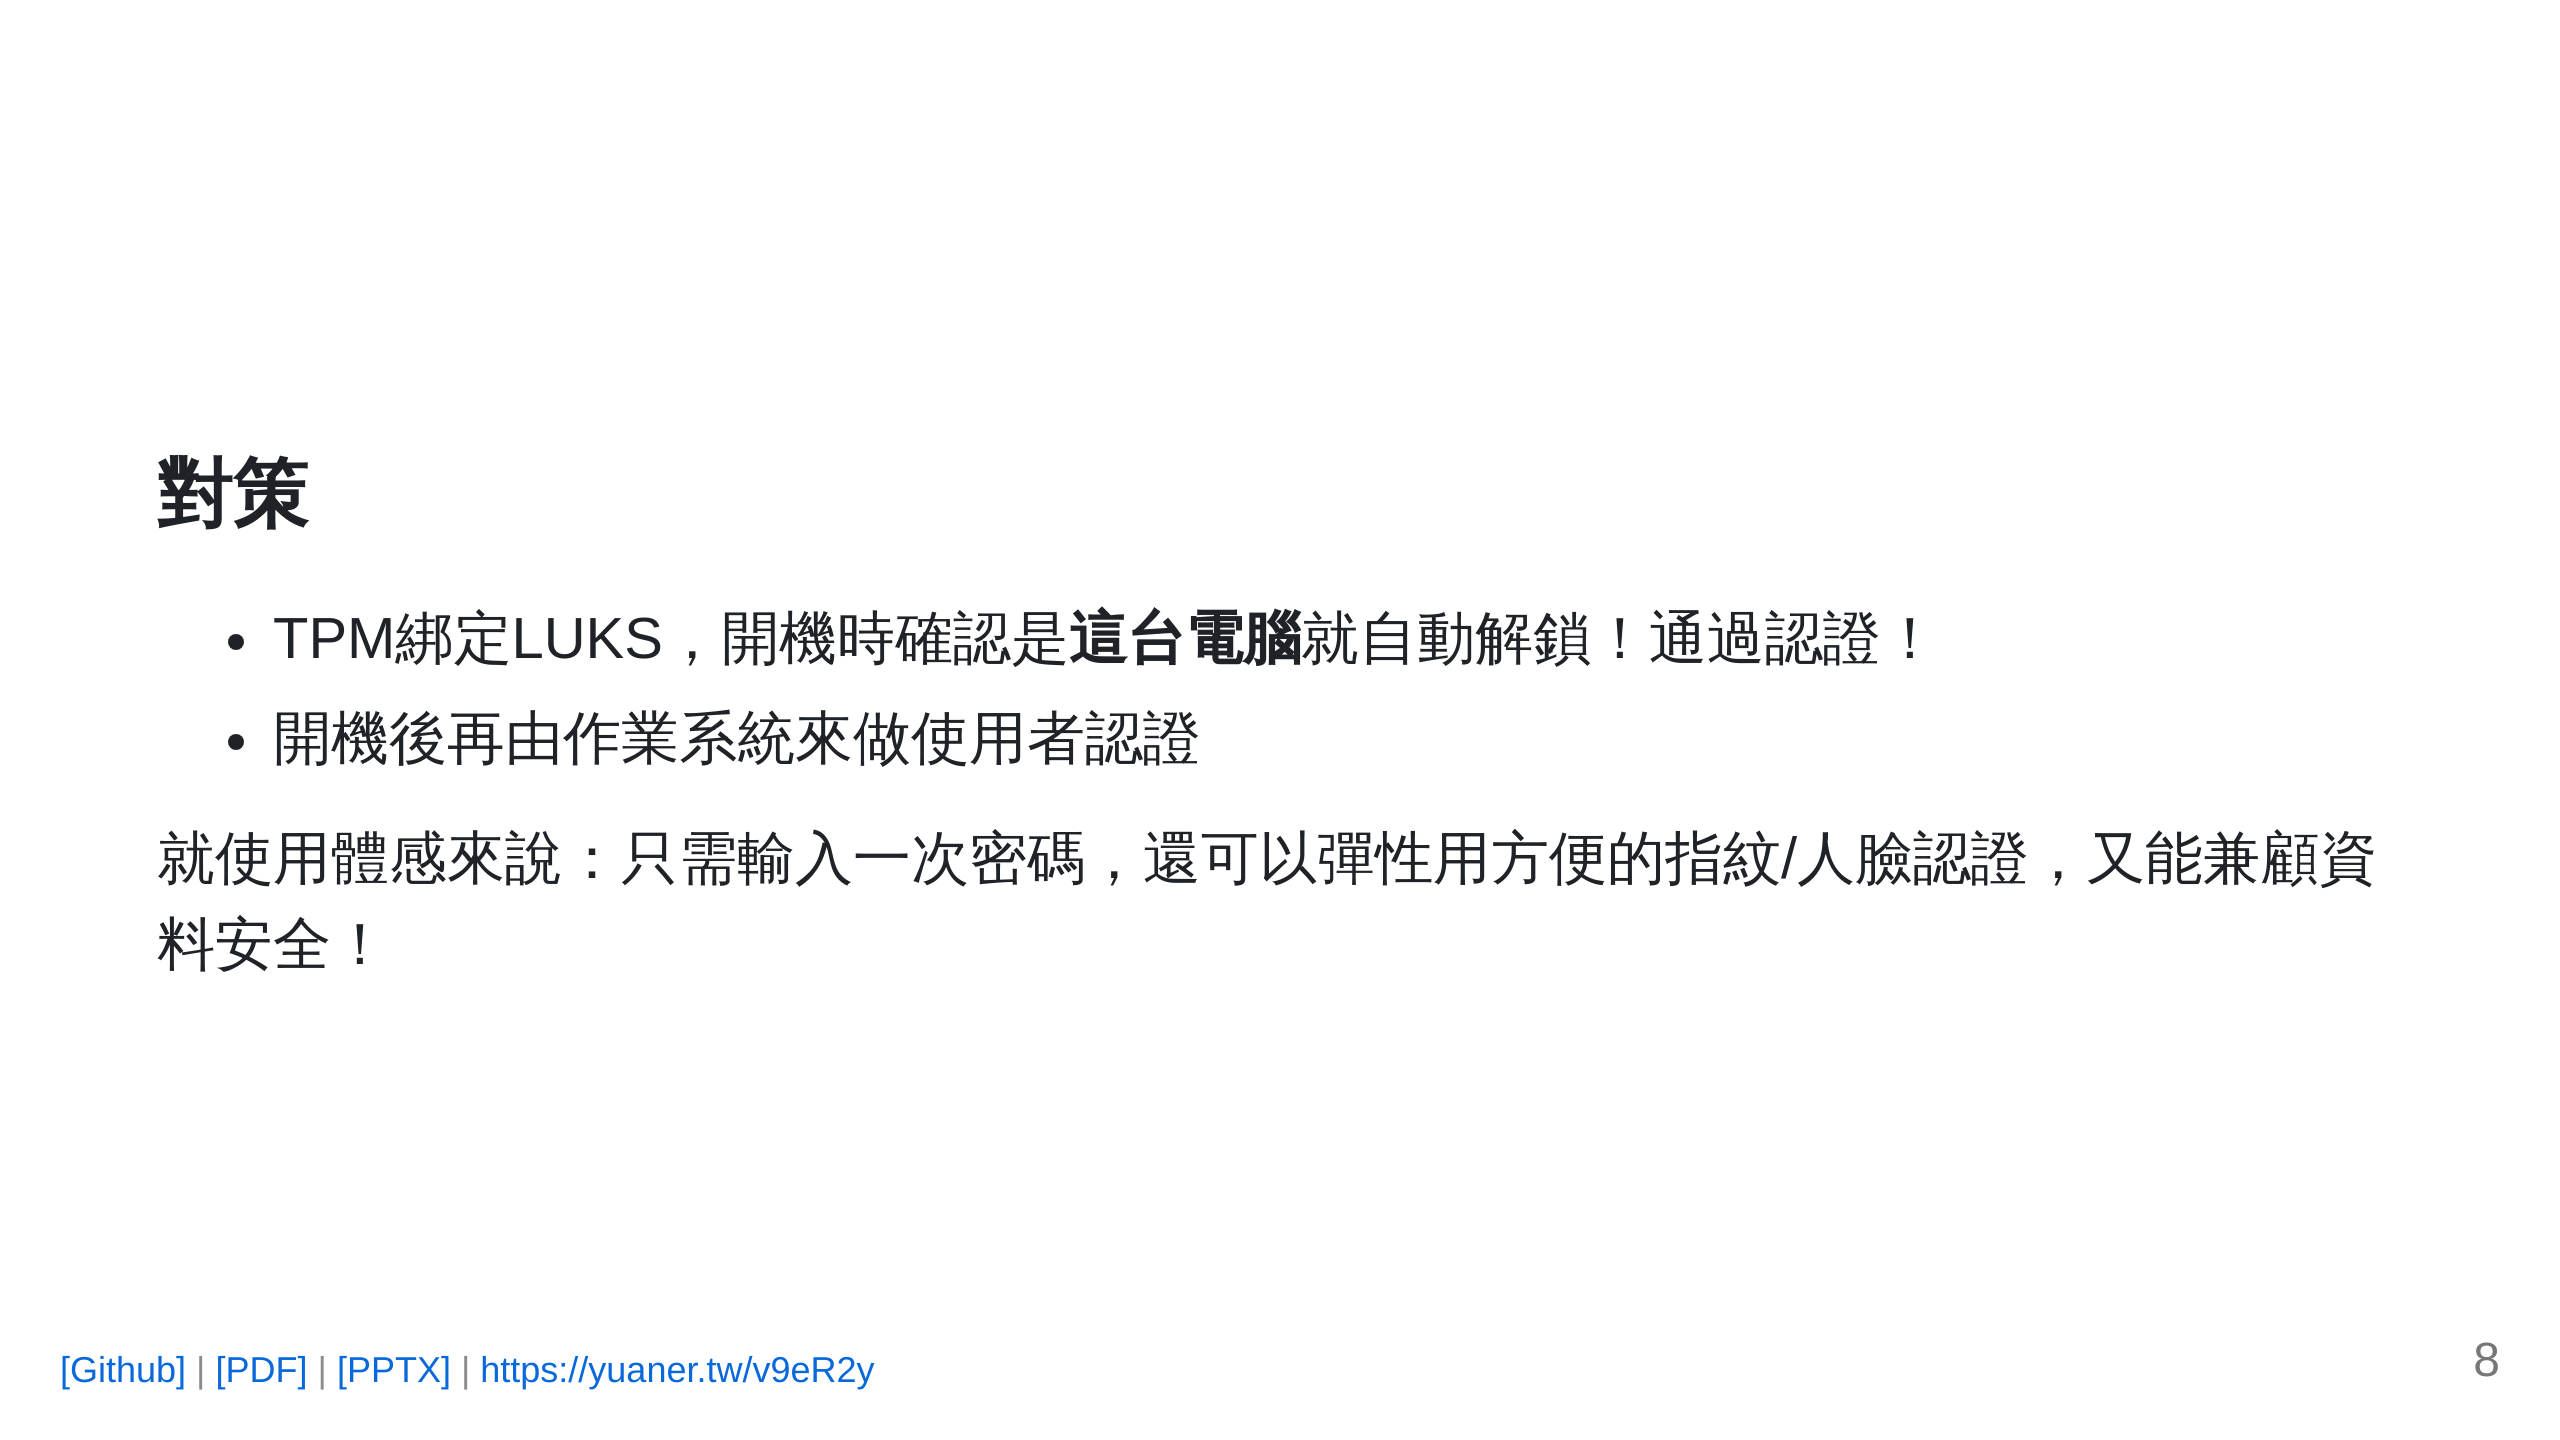 對策
• TPM綁定LUKS，開機時確認是這台電腦就自動解鎖！通過認證！
• 開機後再由作業系統來做使用者認證
就使用體感來說：只需輸入一次密碼，還可以彈性用方便的指紋/人臉認證，又能兼顧資
料安全！
[Github] | [PDF] | [PPTX] | https://yuaner.tw/v9eR2y
8